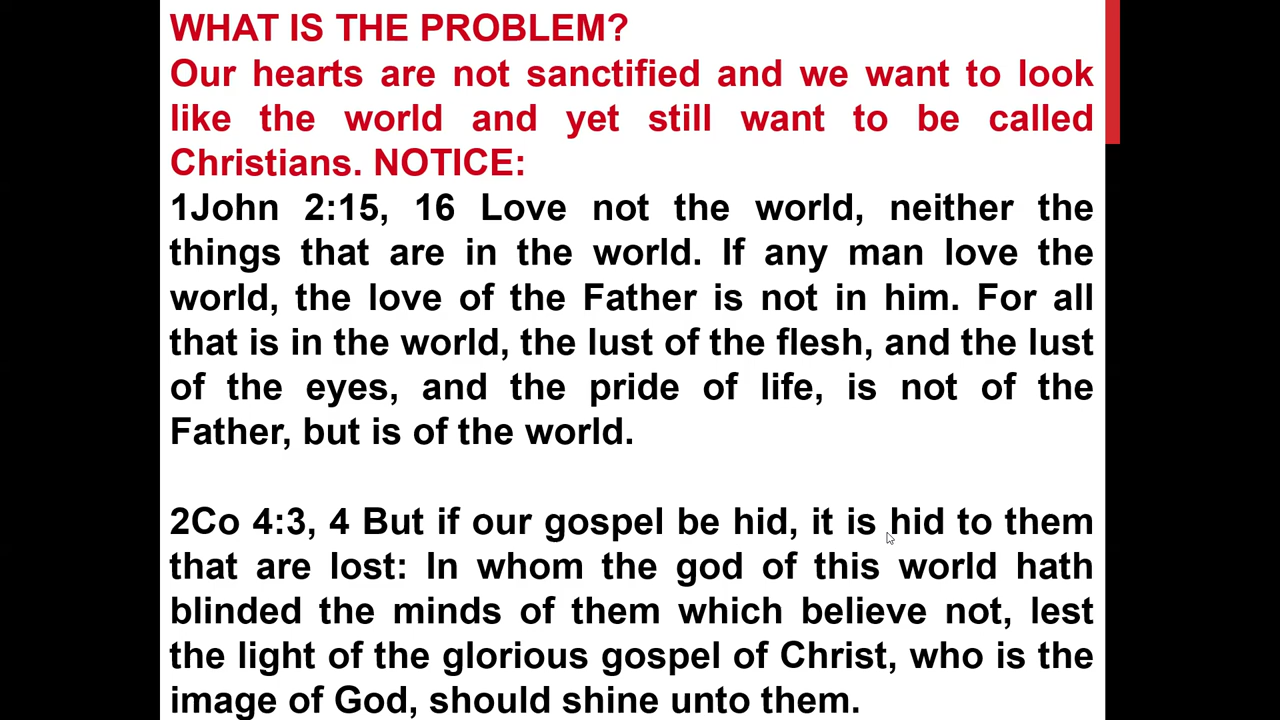 WHAT IS THE PROBLEM?
Our hearts are not sanctified and we want to look
like the world and yet still want to be called
Christians. NOTICE:
1John 2:15, 16 Love not the world, neither the
things that are in the world. If any man love the
world, the love of the Father is not in him. For all
that is in the world, the lust of the flesh, and the lust
of the eyes, and the pride of life, is not of the
Father, but is of the world.
2Co 4:3, 4 But if our gospel be hid, it is hid to them
that are lost: In whom the god of this world hath
blinded the minds of them which believe not, lest
the light of the glorious gospel of Christ, who is the
image of God, should shine unto them.